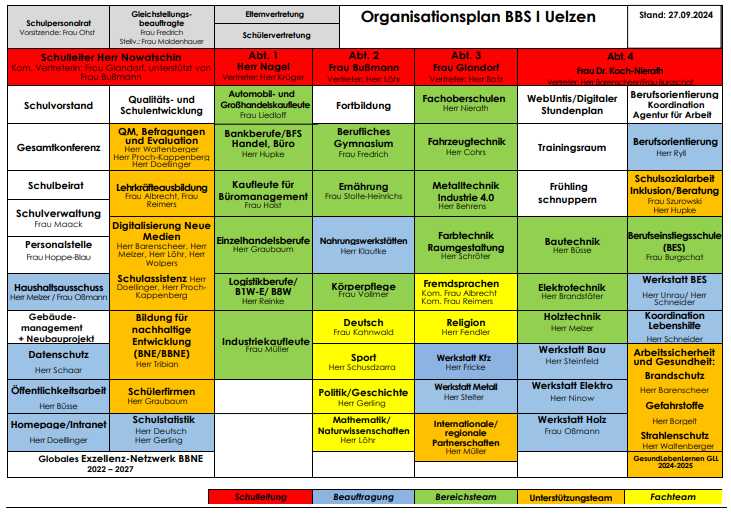 Schulpersonalrat
Vorsitzende: Frau Ohst
Gleichstellungs-
beauftragte
Frau Fredrich
Stellv.: Frau Moldenhauer
Elternvertretung
Schülervertretung
Organisationsplan BBS I Uelzen
Stand: 27.09.2024
Schulleiter Herr Nowatschin
Kom. Vertreterin: Frau Glandorf, unterstützt von
Frau Bußmann
Abt. 1
Herr Nagel
Vertreter: Herr Krüger
Abt. 2
Frau Bußmann
Vertreter: Herr Löhr
Abt. 3
Frau Glandorf
Vertreter: Herr Batz
Abt. 4
Frau Dr. Koch-Nierath
Vertreter: Herr Barenscheer/Frau Burgschat
Schulvorstand
Qualitäts- und
Schulentwicklung
Automobil- und
Großhandelskaufleute
Frau Liedloff
Fortbildung
Fachoberschulen
Herr Nierath
WebUntis/Digitaler
Stundenplan
Berufsorientierung
Koordination
Agentur für Arbeit
Gesamtkonferenz
QM, Befragungen
und Evaluation
Herr Waltenberger
Herr Proch-Kappenberg
Herr Doellinger
Bankberufe/BFS
Handel, Büro
Herr Hupke
Berufliches
Gymnasium
Frau Fredrich
Fahrzeugtechnik
Herr Cohrs
Trainingsraum
Berufsorientierung
Herr Ryll
Schulbeirat
Lehrkräfteausbildung
Frau Albrecht, Frau
Reimers
Kaufleute für
Büromanagement
Frau Holst
Ernährung
Frau Stolte-Heinrichs
Metalltechnik
Industrie 4.0
Herr Behrens
Frühling
schnuppern
Schulsozialarbeit
Inklusion/Beratung
Frau Szurowski
Herr Hupke
Schulverwaltung
Frau Maack
Personalstelle
Frau Hoppe-Blau
Digitalisierung Neue
Medien
Herr Barenscheer, Herr
Melzer, Herr Löhr, Herr
Wolpers
Einzelhandelsberufe
Herr Graubaum
Nahrungswerkstätten
Herr Klautke
Farbtechnik
Raumgestaltung
Herr Schröter
Bautechnik
Herr Büsse
Berufseinstiegsschule
(BES)
Frau Burgschat
Haushaltsausschuss
Herr Melzer / Frau Oßmann
Schulassistenz Herr
Doellinger, Herr Proch-
Kappenberg
Logistikberufe/
B1W-E/ B8W
Herr Reinke
Körperpflege
Frau Vollmer
Fremdsprachen
Kom. Frau Albrecht
Kom. Frau Reimers
Elektrotechnik
Herr Brandstäter
Werkstatt BES
Herr Unrau/ Herr
Schneider
Gebäude-
management
+ Neubauprojekt
Bildung für
nachhaltige
Entwicklung
(BNE/BBNE)
Herr Tribian
Industriekaufleute
Frau Müller
Deutsch
Frau Kahnwald
Religion
Herr Fendler
Holztechnik
Herr Melzer
Koordination
Lebenshilfe
Herr Schneider
Datenschutz
Herr Schaar
Sport
Herr Schusdzarra
Werkstatt Kfz
Herr Fricke
Werkstatt Bau
Herr Steinfeld
Arbeitssicherheit
und Gesundheit:
Brandschutz
Herr Barenscheer
Öffentlichkeitsarbeit
Herr Büsse
Schülerfirmen
Herr Graubaum
Politik/Geschichte
Herr Gerling
Werkstatt Metall
Herr Stelter
Werkstatt Elektro
Herr Ninow
Gefahrstoffe
Herr Borgelt
Homepage/Intranet
Herr Doellinger
Schulstatistik
Herr Deutsch
Herr Gerling
Mathematik/
Naturwissenschaften
Herr Löhr
Internationale/
regionale
Partnerschaften
Herr Müller
Werkstatt Holz
Frau Oßmann
Strahlenschutz
Herr Waltenberger
Globales Exzellenz-Netzwerk BBNE
2022 – 2027
GesundLebenLernen GLL
2024-2025
Schulleitung
Beauftragung
Bereichsteam
Unterstützungsteam
Fachteam